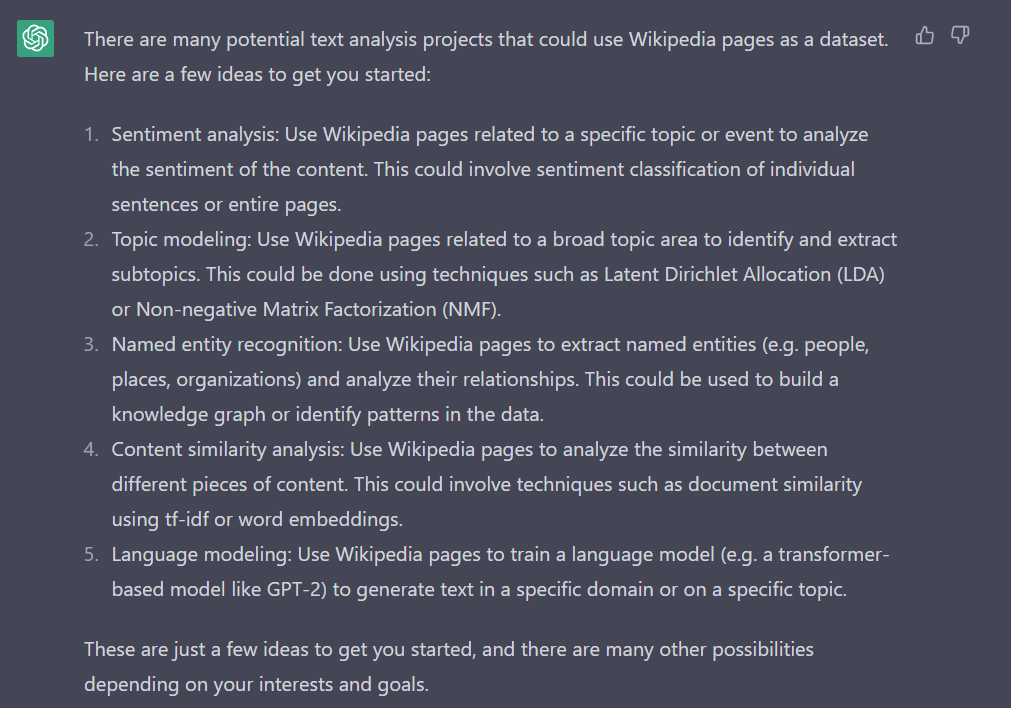 There are many potential text analysis projects that could use Wikipedia pages as a dataset.
Here are a few ideas to get you started:
1. Sentiment analysis: Use Wikipedia pages related to a specific topic or event to analyze
the sentiment of the content. This could involve sentiment classification of individual
sentences or entire pages.
2. Topic modeling: Use Wikipedia pages related to a broad topic area to identify and extract
subtopics. This could be done using techniques such as Latent Dirichlet Allocation (LDA)
or Non-negative Matrix Factorization (NMF).
3. Named entity recognition: Use Wikipedia pages to extract named entities (e.g. people,
places, organizations) and analyze their relationships. This could be used to build a
knowledge graph or identify patterns in the data.
4. Content similarity analysis: Use Wikipedia pages to analyze the similarity between
different pieces of content. This could involve techniques such as document similarity
using tf-idf or word embeddings.
5. Language modeling: Use Wikipedia pages to train a language model (e.g. a transformer-
based model like GPT-2) to generate text in a specific domain or on a specific topic.
These are just a few ideas to get you started, and there are many other possibilities
depending on your interests and goals.